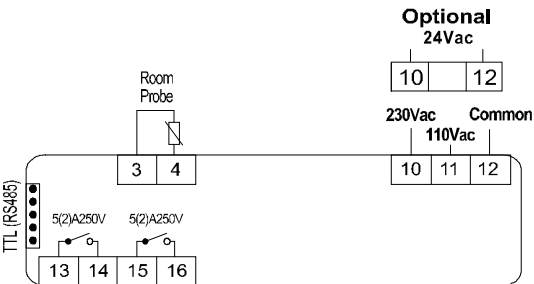 Optional
24Vac
10 12
Room
Probe
230Vac Common
110Vac
3 4
10 11 12
TTL (RS485)
5(2)A250V 5(2)A250V
13 14 15 16